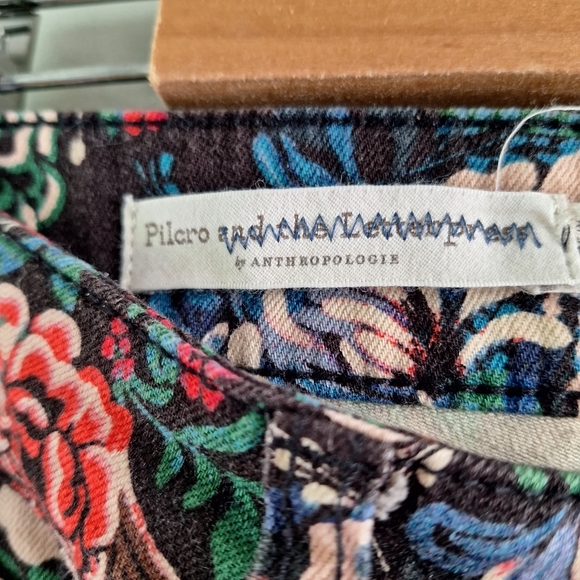 Pilcro and the Letterpress
by ANTHROPOLOGIE